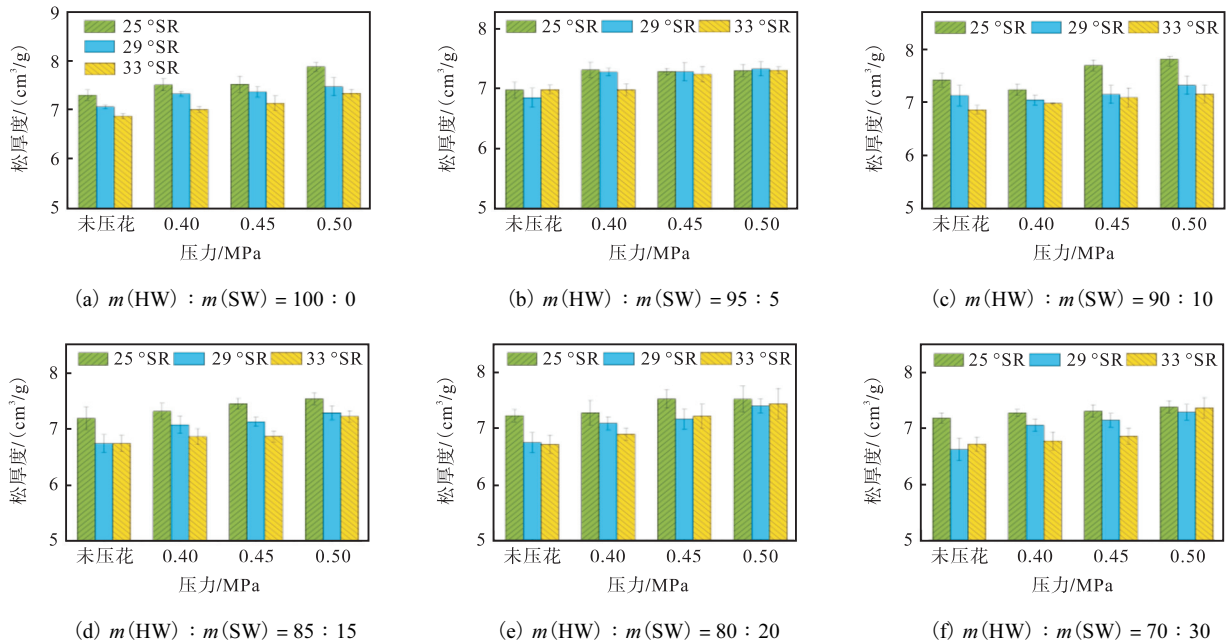 松厚度/(cm³/g)
9
8
7
6
5
25 °SR
29 °SR
33 °SR
未压花 0.40 0.45 0.50
压力/MPa
(a) m(HW)：m(SW) = 100：0
松厚度/(cm³/g)
8
7
6
5
25 °SR 29 °SR 33 °SR
未压花 0.40 0.45 0.50
压力/MPa
(b) m(HW)：m(SW) = 95：5
松厚度/(cm³/g)
8
7
6
5
25 °SR 29 °SR 33 °SR
未压花 0.40 0.45 0.50
压力/MPa
(c) m(HW)：m(SW) = 90：10
松厚度/(cm³/g)
8
7
6
5
25 °SR 29 °SR 33 °SR
未压花 0.40 0.45 0.50
压力/MPa
(d) m(HW)：m(SW) = 85：15
松厚度/(cm³/g)
8
7
6
5
25 °SR 29 °SR 33 °SR
未压花 0.40 0.45 0.50
压力/MPa
(e) m(HW)：m(SW) = 80：20
松厚度/(cm³/g)
8
7
6
5
25 °SR 29 °SR 33 °SR
未压花 0.40 0.45 0.50
压力/MPa
(f) m(HW)：m(SW) = 70：30